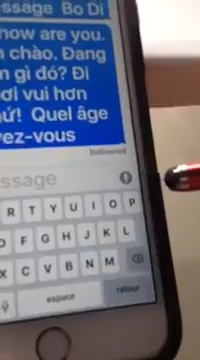 ssage Bo Di
how are you.
chào. Đang
gì đó? Đi
vui hơn
Quel âge
vez-vous
Delivered
ssage
R T Y U I O P
F G H J K L
X C V B N M
espace retour